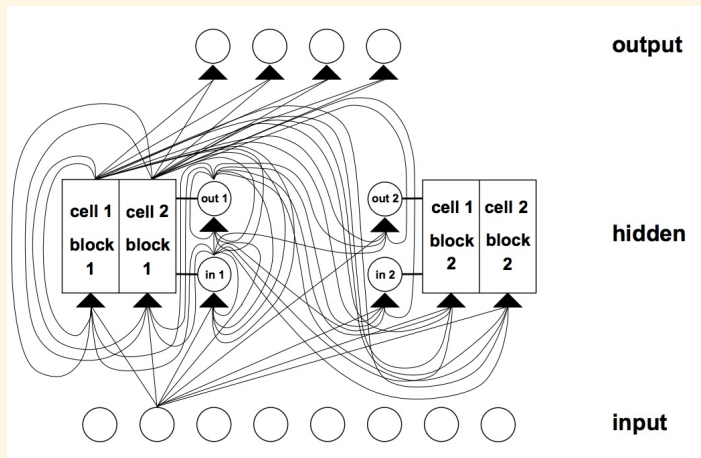 output
cell 1
block
1
cell 2
block
1
out 1
in 1
out 2
in 2
cell 1
block
2
cell 2
block
2
hidden
input